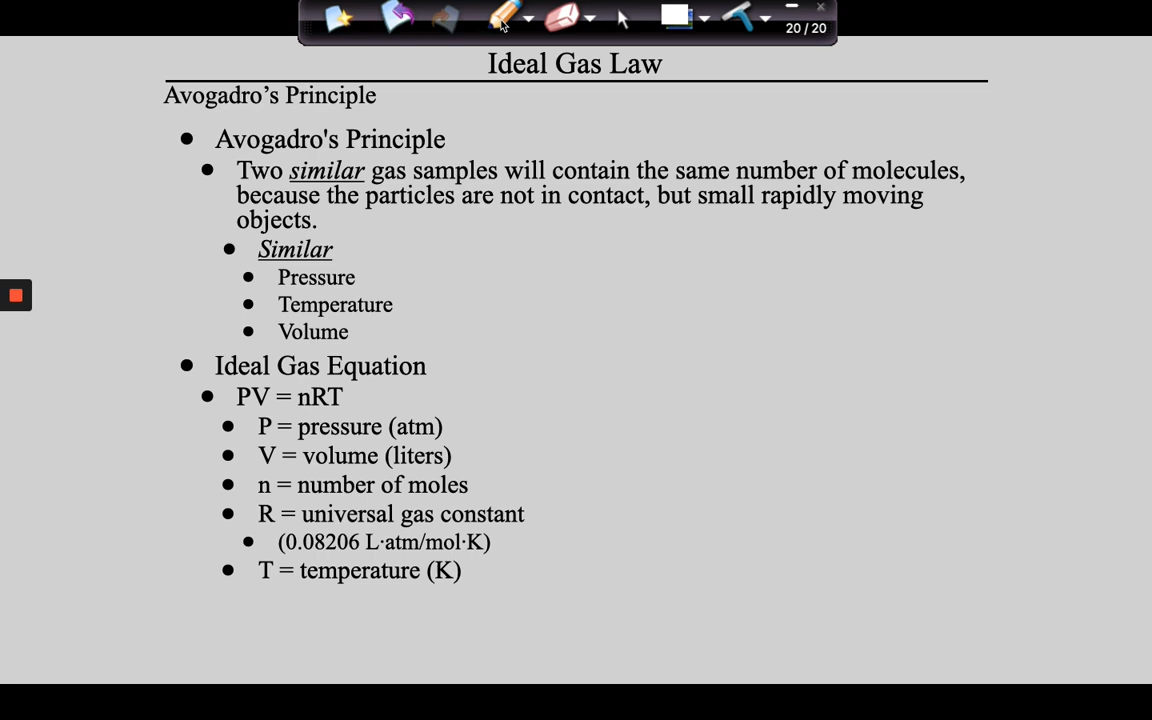 20 / 20
Ideal Gas Law
Avogadro’s Principle
Avogadro's Principle
Two similar gas samples will contain the same number of molecules,
because the particles are not in contact, but small rapidly moving
objects.
Similar
Pressure
Temperature
Volume
Ideal Gas Equation
PV = nRT
P = pressure (atm)
V = volume (liters)
n = number of moles
R = universal gas constant
(0.08206 L·atm/mol·K)
T = temperature (K)